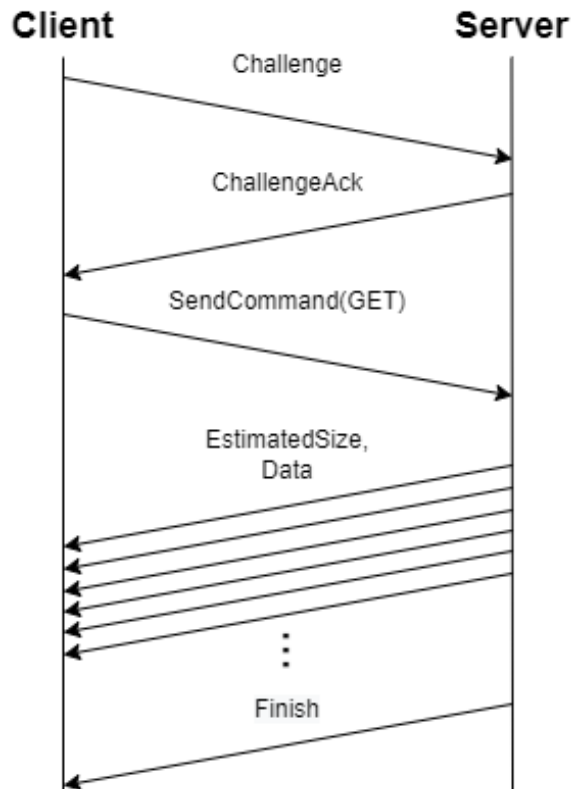 Client Server
Challenge
ChallengeAck
SendCommand(GET)
EstimatedSize,
Data
Finish